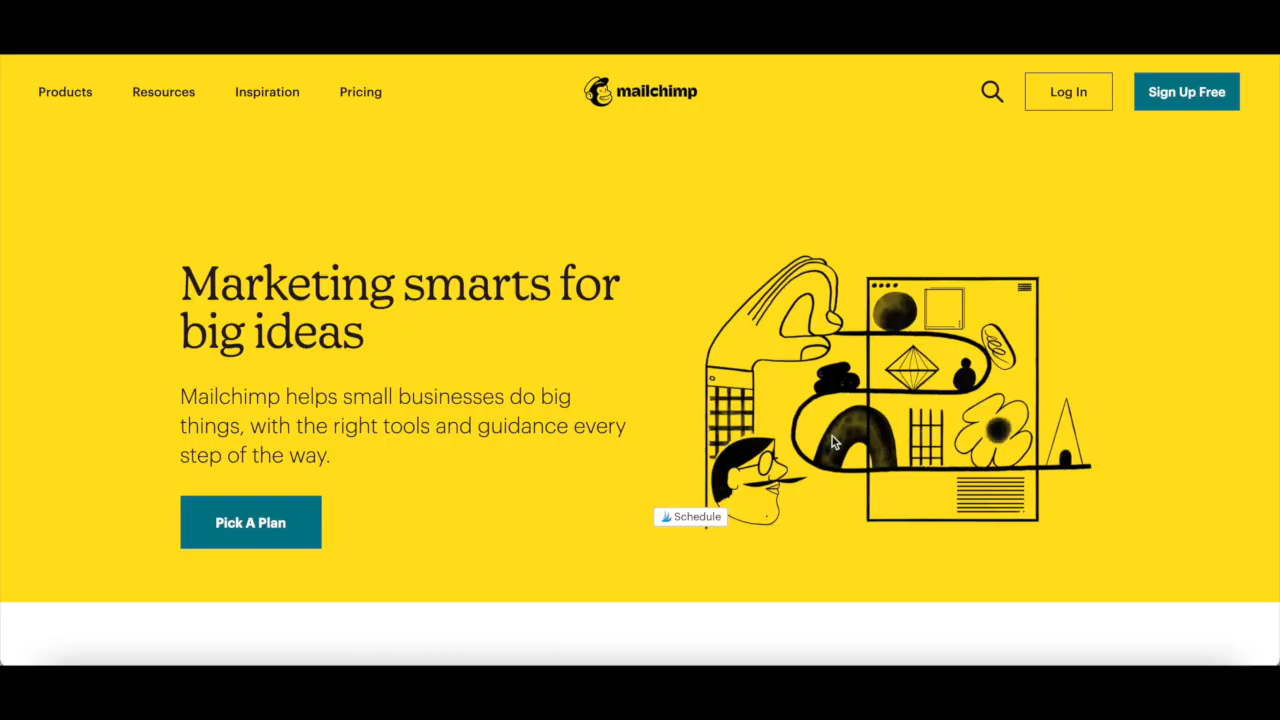 Products
Resources
Inspiration
Pricing
mailchimp
Log In
Sign Up Free
Marketing smarts for
big ideas
Mailchimp helps small businesses do big
things, with the right tools and guidance every
step of the way.
Schedule
Pick A Plan